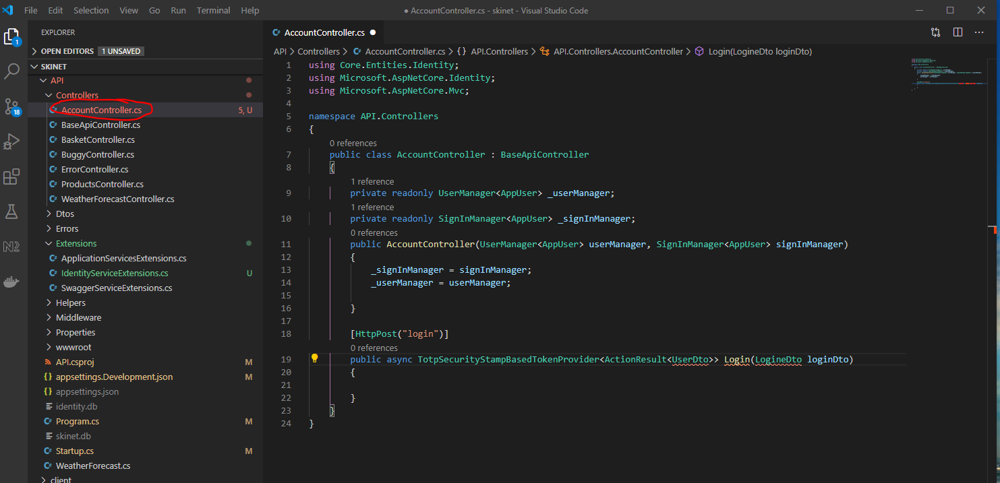 File Edit Selection View Go Run Terminal Help
● AccountController.cs - skinet - Visual Studio Code
EXPLORER
OPEN EDITORS 1 UNSAVED
SKINET
API
Controllers
AccountController.cs 5, U
BaseApiController.cs
BasketController.cs
BuggyController.cs
ErrorController.cs
ProductsController.cs
WeatherForecastController.cs
Dtos
Errors
Extensions
ApplicationServicesExtensions.cs
IdentityServiceExtensions.cs U
SwaggerServiceExtensions.cs
Helpers
Middleware
Properties
wwwroot
API.csproj M
appsettings.Development.json M
appsettings.json
identity.db
Program.cs M
skinet.db
Startup.cs M
WeatherForecast.cs
client
1
18
AccountController.cs ●
API > Controllers > AccountController.cs > {} API.Controllers > API.Controllers.AccountController > Login(LogineDto loginDto)
1 using Core.Entities.Identity;
2 using Microsoft.AspNetCore.Identity;
3 using Microsoft.AspNetCore.Mvc;
4
5 namespace API.Controllers
6 {
0 references
7 public class AccountController : BaseApiController
8 {
1 reference
9 private readonly UserManager<AppUser> _userManager;
1 reference
10 private readonly SignInManager<AppUser> _signInManager;
0 references
11 public AccountController(UserManager<AppUser> userManager, SignInManager<AppUser> signInManager)
12 {
13 _signInManager = signInManager;
14 _userManager = userManager;
15
16 }
17
18 [HttpPost("login")]
0 references
19 public async TotpSecurityStampBasedTokenProvider<ActionResult<UserDto>> Login(LogineDto loginDto)
20 {
21
22 }
23 }
24 }